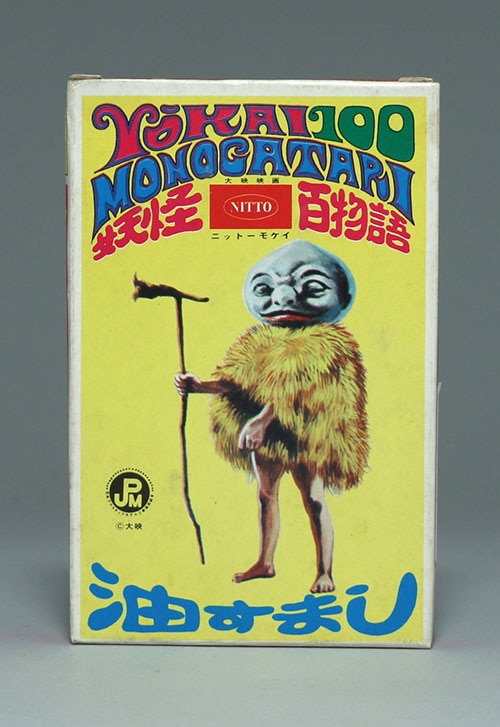 YōKAI 100
MONOGATARI
大映映画
妖怪 NITTO 百物語
ニットーモケイ
JPM
©大映
油すまし